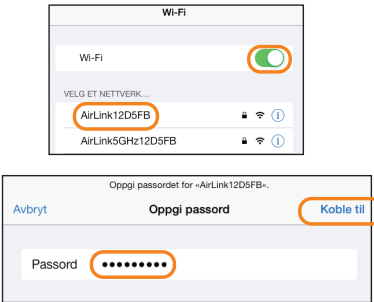 Wi-Fi
Wi-Fi
VELG ET NETTVERK...
AirLink12D5FB
AirLink5GHz12D5FB
Oppgi passordet for «AirLink12D5FB».
Avbryt Oppgi passord Koble til
Passord ●●●●●●●●●